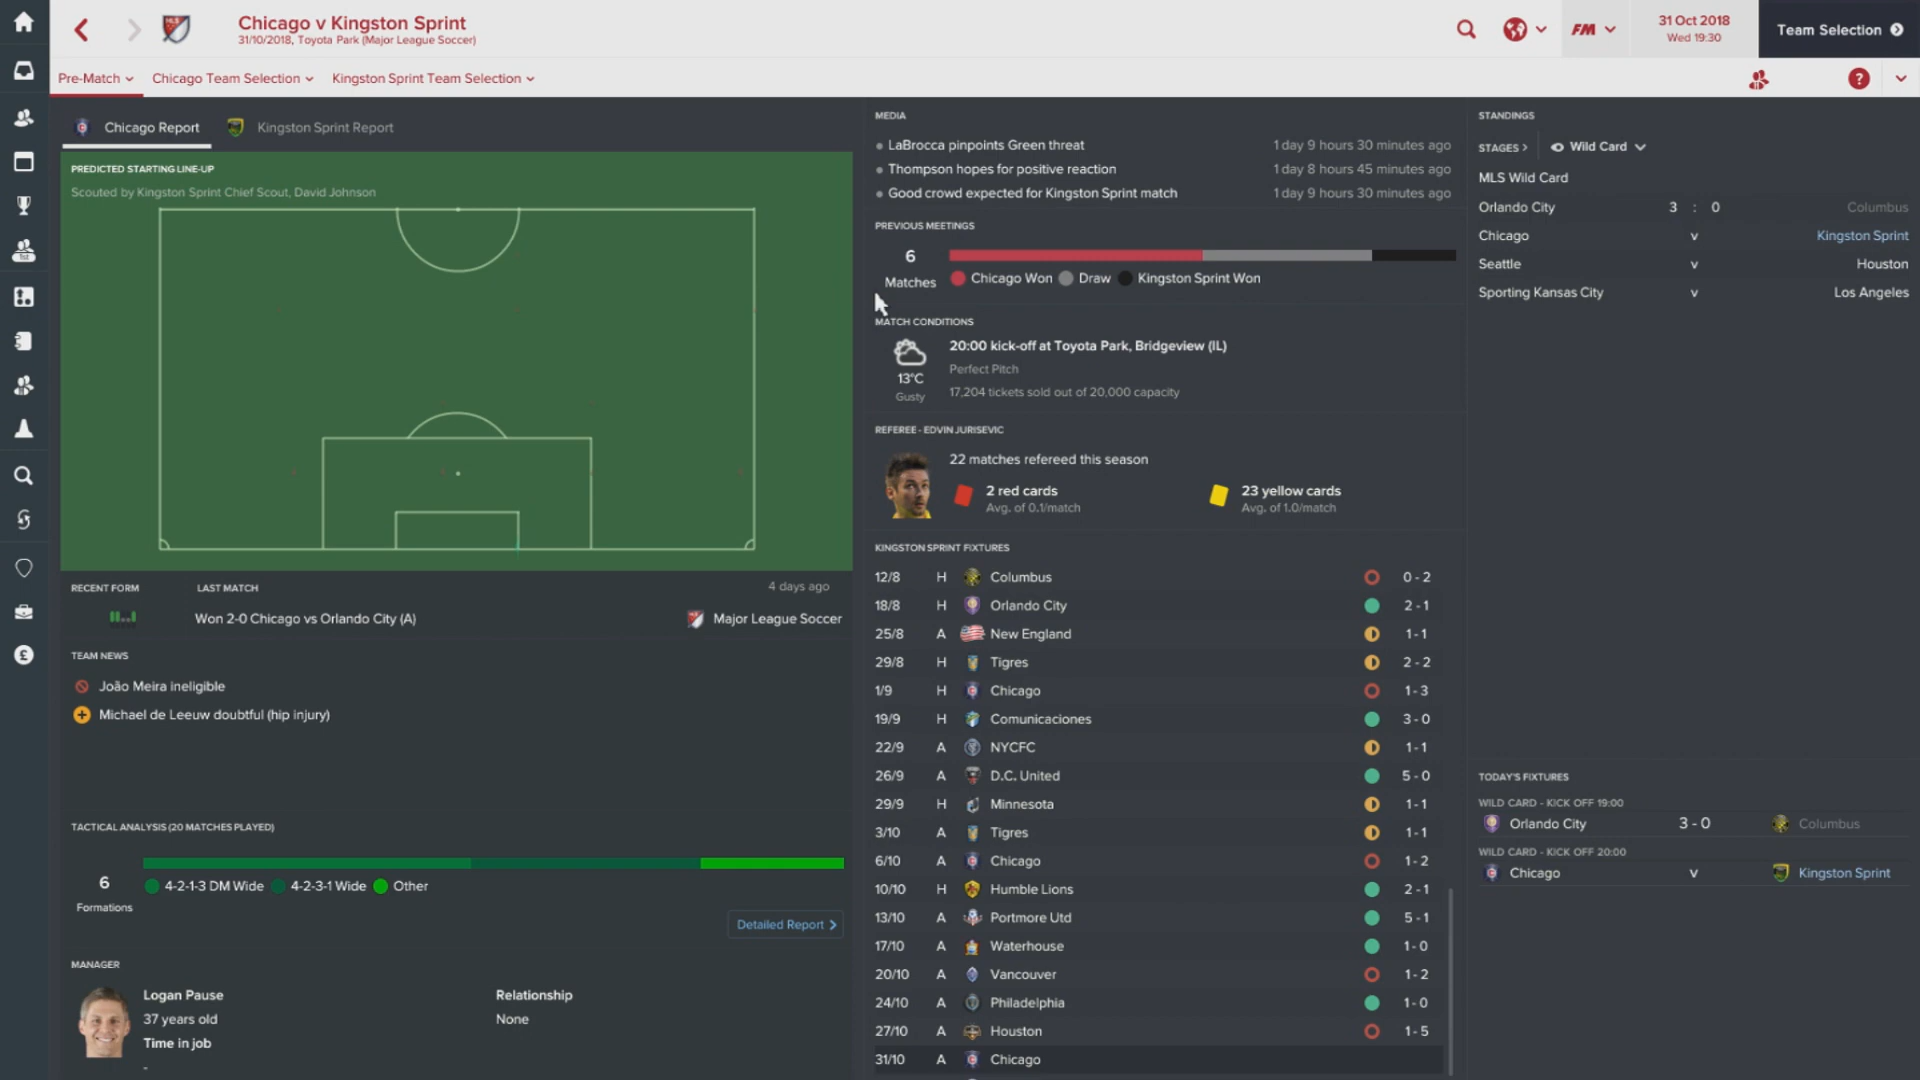 Chicago v Kingston Sprint
31/10/2018, Toyota Park (Major League Soccer)
FM
31 Oct 2018
Wed 19:30
Team Selection
Pre-Match
Chicago Team Selection
Kingston Sprint Team Selection
?
Chicago Report
Kingston Sprint Report
PREDICTED STARTING LINE-UP
Scouted by Kingston Sprint Chief Scout, David Johnson
RECENT FORM
LAST MATCH
4 days ago
Won 2-0 Chicago vs Orlando City (A)
Major League Soccer
TEAM NEWS
João Meira ineligible
Michael de Leeuw doubtful (hip injury)
TACTICAL ANALYSIS (20 MATCHES PLAYED)
6
Formations
4-2-1-3 DM Wide
4-2-3-1 Wide
Other
Detailed Report
MANAGER
Logan Pause
37 years old
Time in job
-
Relationship
None
MEDIA
LaBrocca pinpoints Green threat 1 day 9 hours 30 minutes ago
Thompson hopes for positive reaction 1 day 8 hours 45 minutes ago
Good crowd expected for Kingston Sprint match 1 day 9 hours 30 minutes ago
PREVIOUS MEETINGS
6
Matches
Chicago Won
Draw
Kingston Sprint Won
MATCH CONDITIONS
13°C
Gusty
20:00 kick-off at Toyota Park, Bridgeview (IL)
Perfect Pitch
17,204 tickets sold out of 20,000 capacity
REFEREE - EDVIN JURISEVIC
22 matches refereed this season
2 red cards
Avg. of 0.1/match
23 yellow cards
Avg. of 1.0/match
KINGSTON SPRINT FIXTURES
12/8 H Columbus 0 - 2
18/8 H Orlando City 2 - 1
25/8 A New England 1 - 1
29/8 H Tigres 2 - 2
1/9 H Chicago 1 - 3
19/9 H Comunicaciones 3 - 0
22/9 A NYCFC 1 - 1
26/9 A D.C. United 5 - 0
29/9 H Minnesota 1 - 1
3/10 A Tigres 1 - 1
6/10 A Chicago 1 - 2
10/10 H Humble Lions 2 - 1
13/10 A Portmore Utd 5 - 1
17/10 A Waterhouse 1 - 0
20/10 A Vancouver 1 - 2
24/10 A Philadelphia 1 - 0
27/10 A Houston 1 - 5
31/10 A Chicago
STANDINGS
STAGES
Wild Card
MLS Wild Card
Orlando City 3 : 0 Columbus
Chicago v Kingston Sprint
Seattle v Houston
Sporting Kansas City v Los Angeles
TODAY'S FIXTURES
WILD CARD - KICK OFF 19:00
Orlando City 3 - 0 Columbus
WILD CARD - KICK OFF 20:00
Chicago v Kingston Sprint